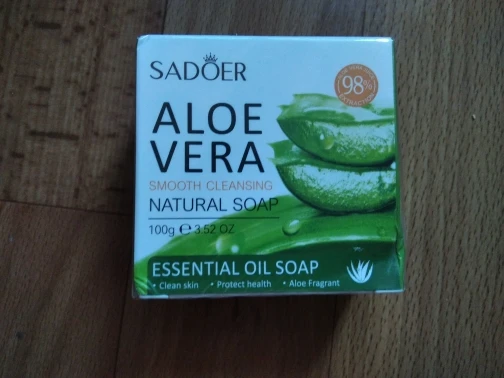 SADOER
98%
EXTRACTION
ALOE
VERA
SMOOTH CLEANSING
NATURAL SOAP
100g ℮ 3.52 OZ
ESSENTIAL OIL SOAP
• Clean skin • Protect health • Aloe Fragrant